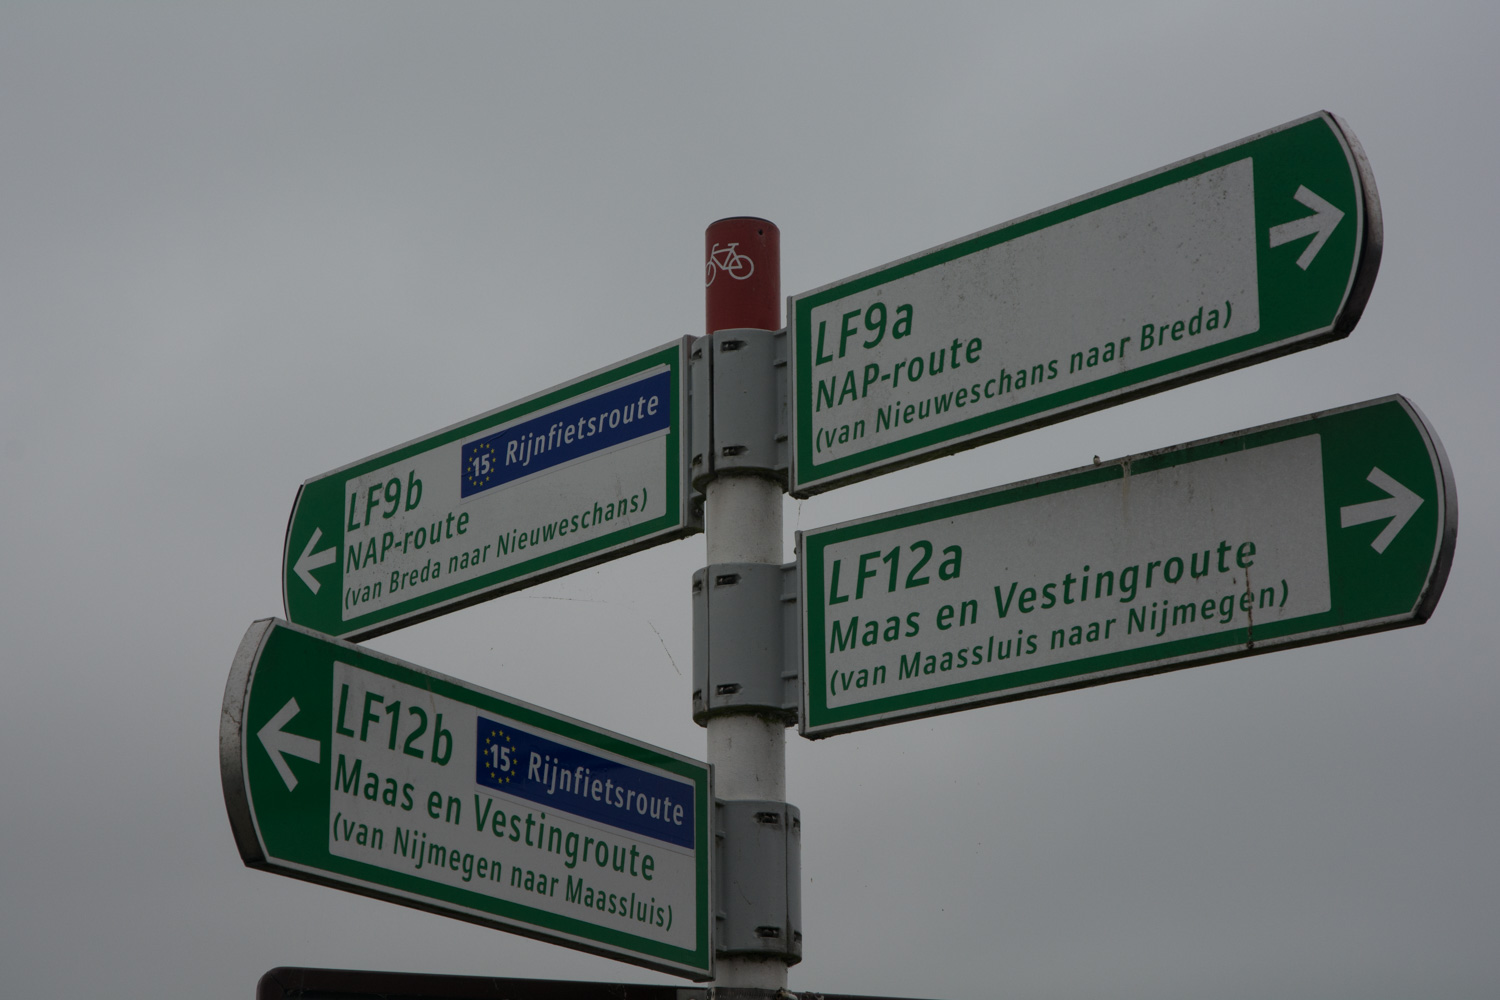 LF9a
NAP-route
(van Nieuweschans naar Breda)
15 Rijnfietsroute
LF9b
NAP-route
(van Breda naar Nieuweschans)
LF12a
Maas en Vestingroute
(van Maassluis naar Nijmegen)
LF12b
15 Rijnfietsroute
Maas en Vestingroute
(van Nijmegen naar Maassluis)